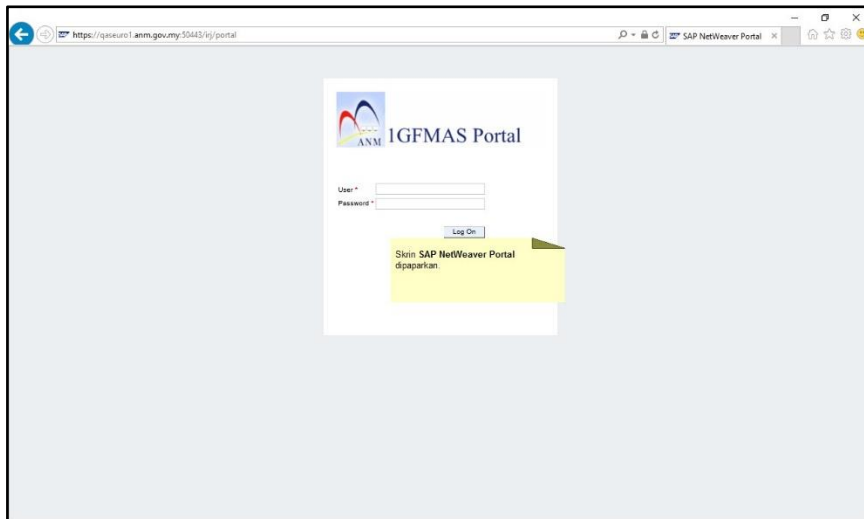 https://qaseuro1.anm.gov.my:50443/irj/portal
SAP NetWeaver Portal
ANM
1GFMAS Portal
User *
Password *
Log On
Skrin SAP NetWeaver Portal
dipaparkan.